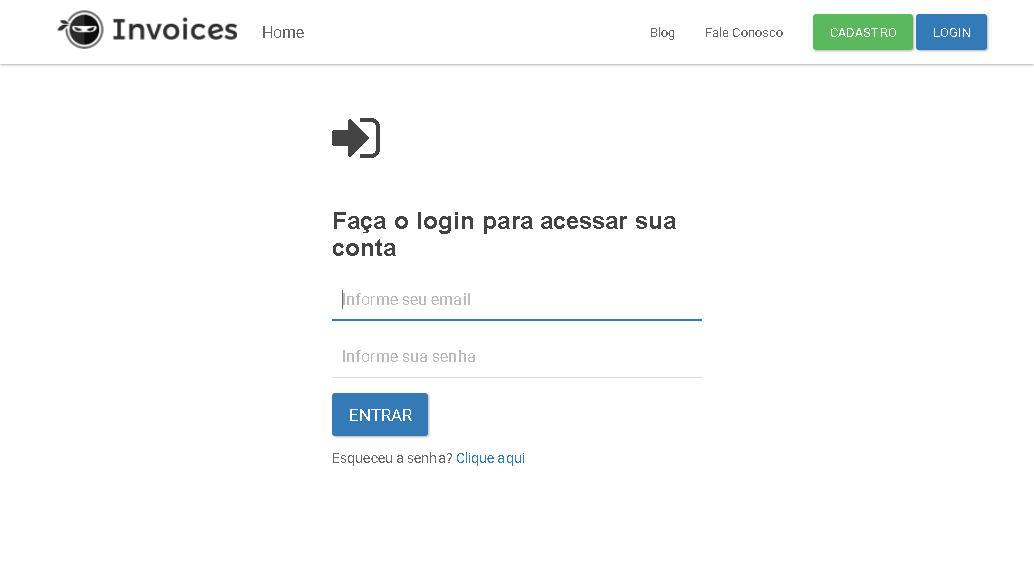 Invoices Home Blog Fale Conosco CADASTRO LOGIN
Faça o login para acessar sua
conta
Informe seu email
Informe sua senha
ENTRAR
Esqueceu a senha? Clique aqui